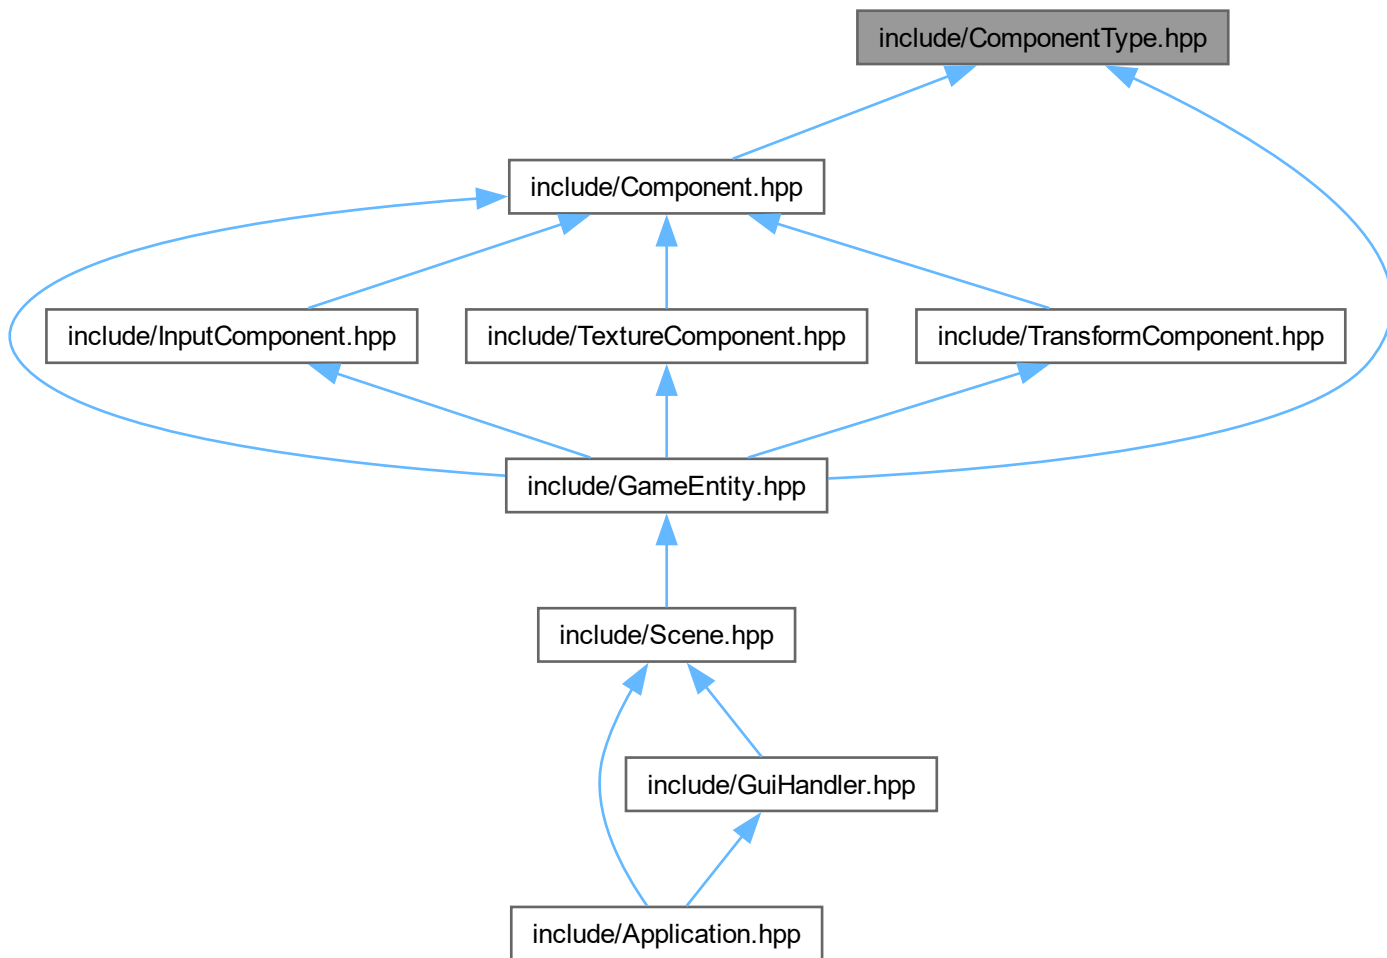 include/ComponentType.hpp
include/Component.hpp
include/InputComponent.hpp
include/TextureComponent.hpp
include/TransformComponent.hpp
include/GameEntity.hpp
include/Scene.hpp
include/GuiHandler.hpp
include/Application.hpp